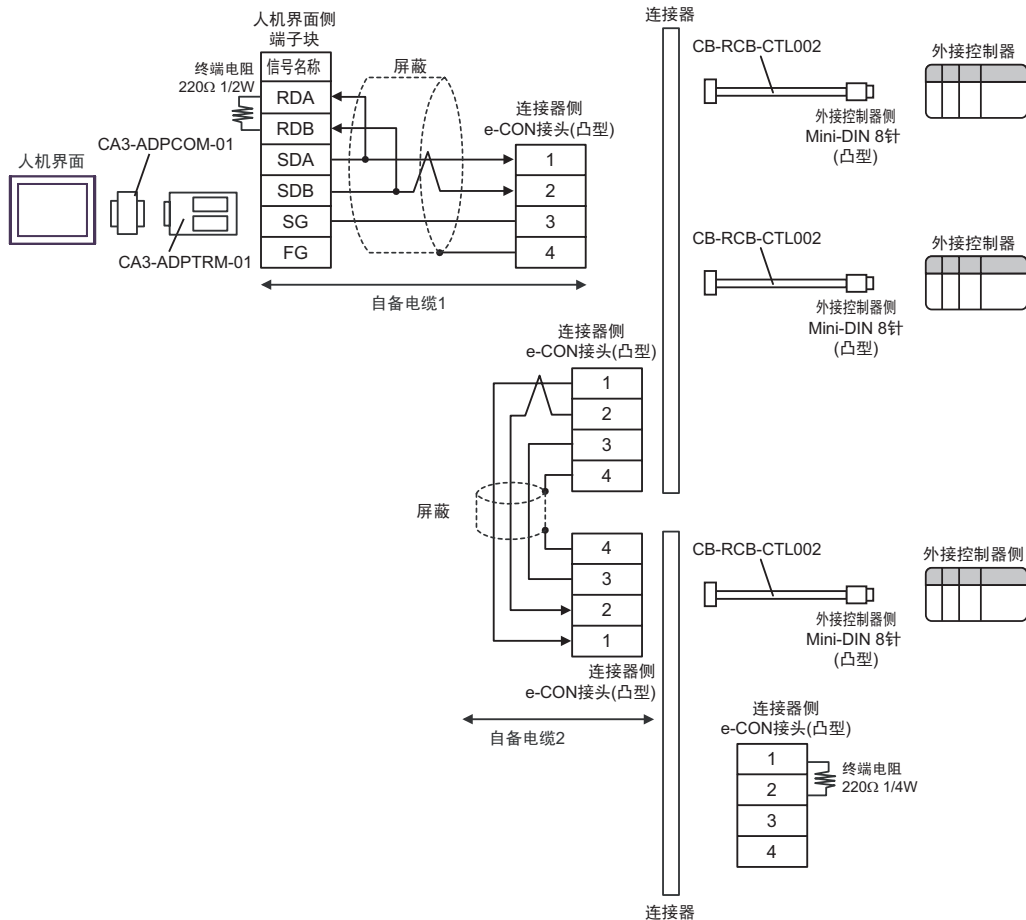 人机界面侧
端子块
信号名称
终端电阻
220Ω 1/2W
RDA
RDB
SDA
SDB
SG
FG
屏蔽
连接器侧
e-CON接头(凸型)
1
2
3
4
人机界面
CA3-ADPCOM-01
CA3-ADPTRM-01
自备电缆1
连接器
CB-RCB-CTL002
外接控制器侧
Mini-DIN 8针
(凸型)
外接控制器
CB-RCB-CTL002
外接控制器侧
Mini-DIN 8针
(凸型)
外接控制器
连接器侧
e-CON接头(凸型)
1
2
3
4
屏蔽
4
3
2
1
连接器侧
e-CON接头(凸型)
自备电缆2
CB-RCB-CTL002
外接控制器侧
Mini-DIN 8针
(凸型)
外接控制器侧
连接器侧
e-CON接头(凸型)
1
2
3
4
终端电阻
220Ω 1/4W
连接器